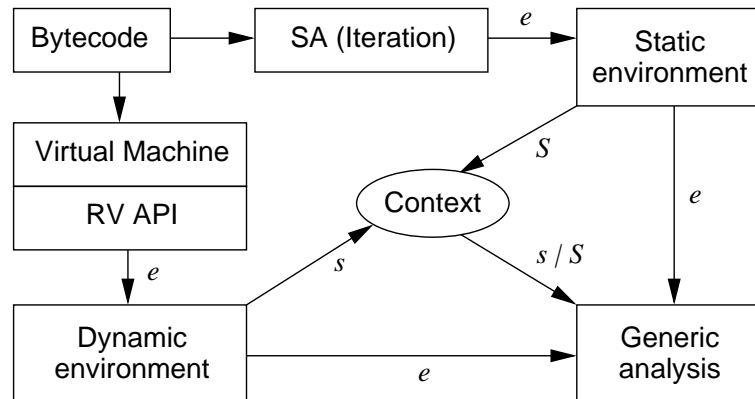 Bytecode
SA (Iteration)
e
Static
environment
Virtual Machine
RV API
S
Context
e
e
s
s / S
Dynamic
environment
e
Generic
analysis